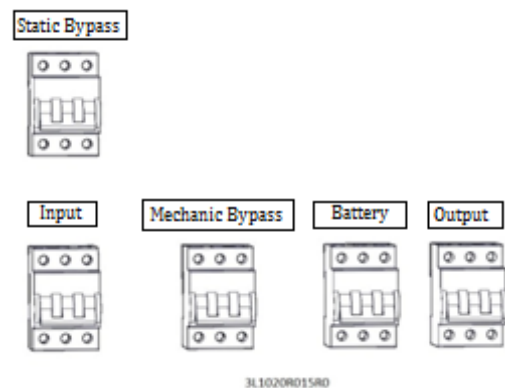 Static Bypass
Input
Mechanic Bypass
Battery
Output
3L1020R015R0